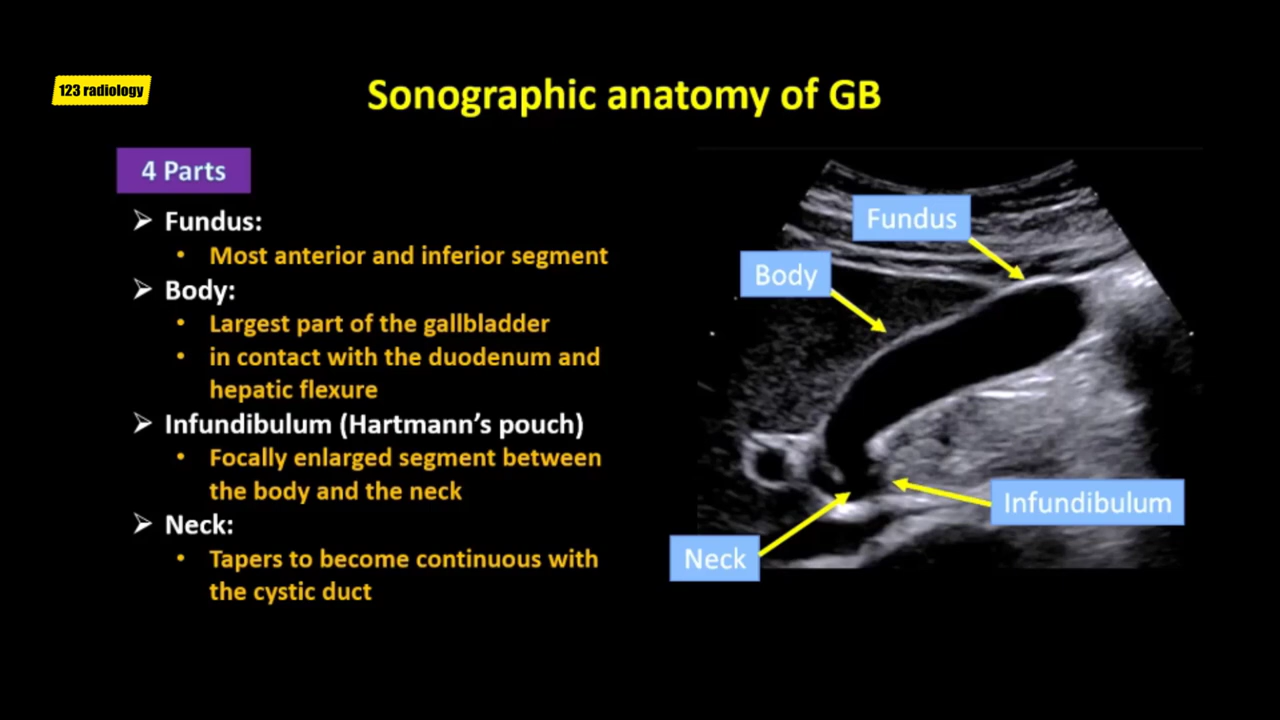 123 radiology
Sonographic anatomy of GB
4 Parts
Fundus:
Most anterior and inferior segment
Body:
Largest part of the gallbladder
in contact with the duodenum and
hepatic flexure
Infundibulum (Hartmann’s pouch)
Focally enlarged segment between
the body and the neck
Neck:
Tapers to become continuous with
the cystic duct
Fundus
Body
Infundibulum
Neck